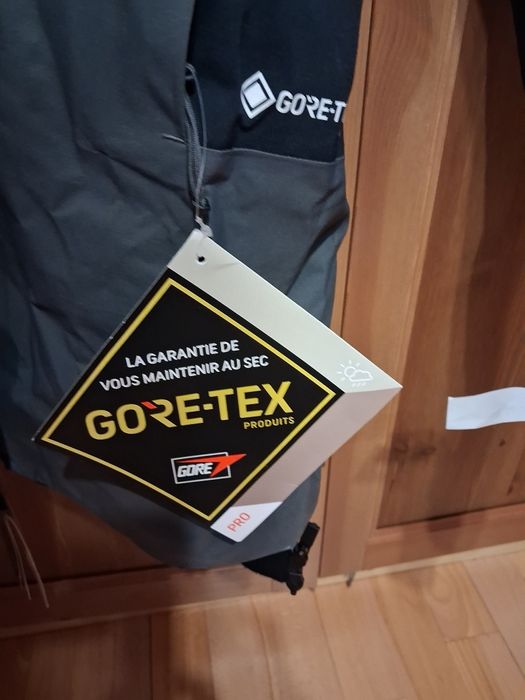 GORE-T
LA GARANTIE DE
VOUS MAINTENIR AU SEC
GORE-TEX
PRODUITS
GORE
PRO